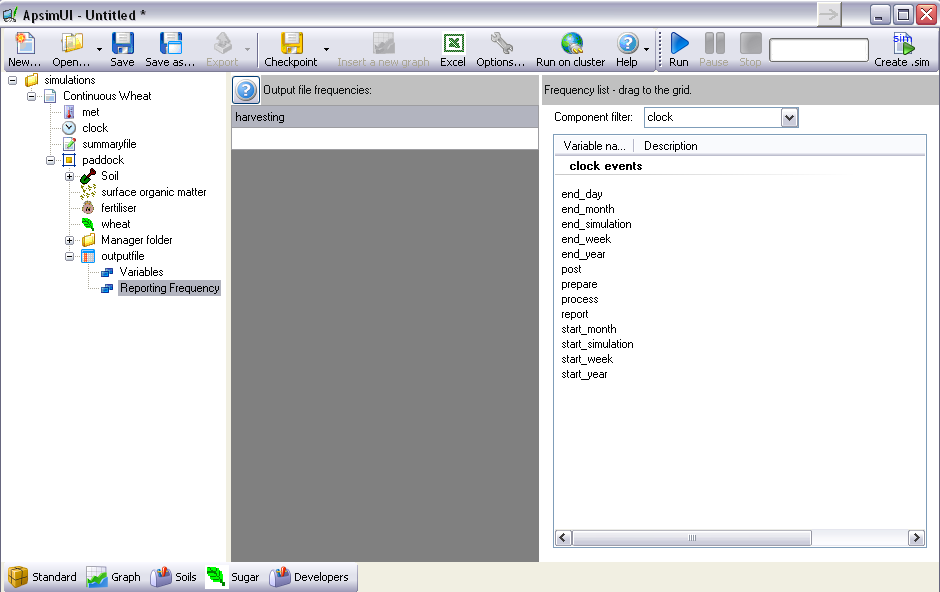 ApsimUI - Untitled *
New... Open... Save Save as... Export Checkpoint Insert a new graph Excel Options... Run on cluster Help Run Pause Stop Create .sim
simulations
Continuous Wheat
met
clock
summaryfile
paddock
Soil
surface organic matter
fertiliser
wheat
Manager folder
outputfile
Variables
Reporting Frequency
Output file frequencies:
harvesting
Frequency list - drag to the grid.
Component filter: clock
Variable na... Description
clock events
end_day
end_month
end_simulation
end_week
end_year
post
prepare
process
report
start_month
start_simulation
start_week
start_year
Standard Graph Soils Sugar Developers